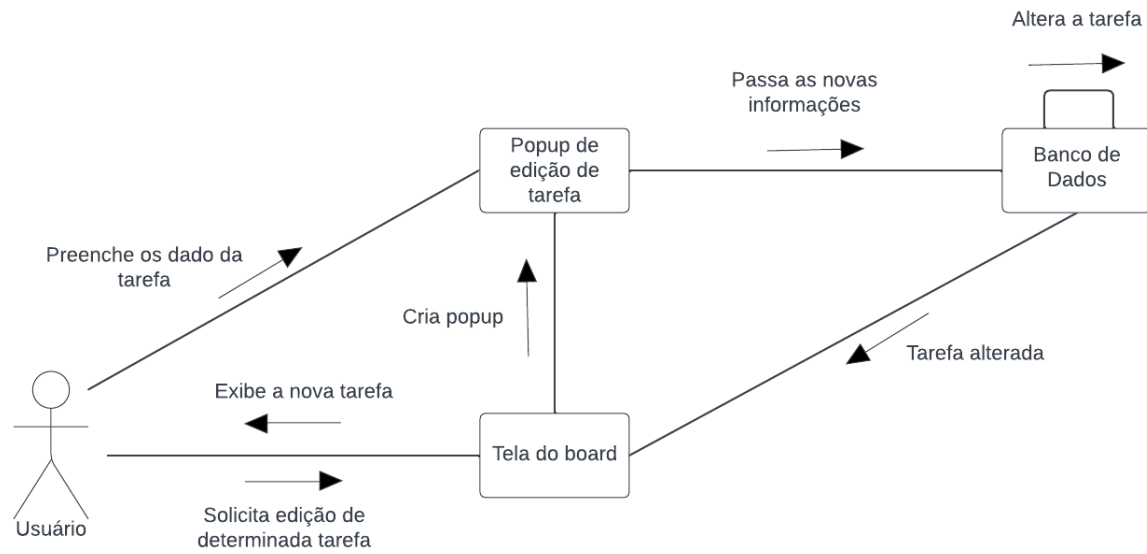 Altera a tarefa
Passa as novas
informações
Popup de
edição de
tarefa
Banco de
Dados
Preenche os dado da
tarefa
Cria popup
Tarefa alterada
Exibe a nova tarefa
Tela do board
Solicita edição de
determinada tarefa
Usuário